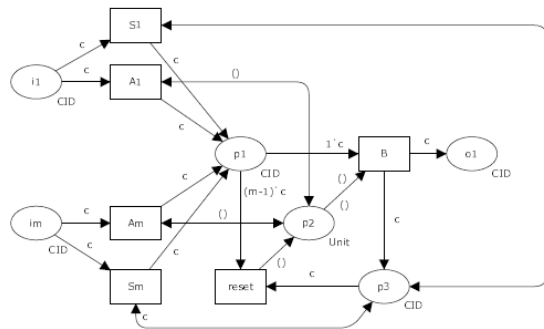 S1
c
c
c
()
i1
c
A1
CID
c
p1
1`c
B
c
o1
CID
CID
c
()
(m-1)`c
()
im
c
Am
()
p2
CID
Unit
c
c
()
c
Sm
reset
c
p3
c
CID